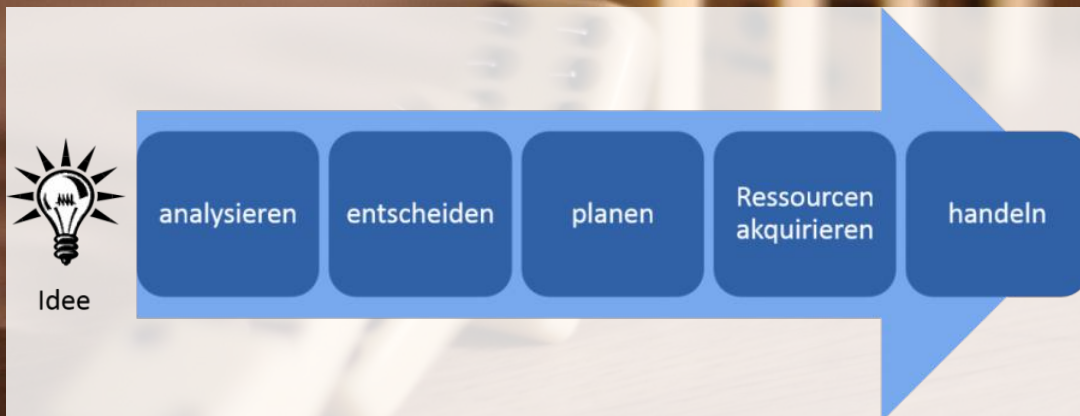 Idee
analysieren
entscheiden
planen
Ressourcen
akquirieren
handeln